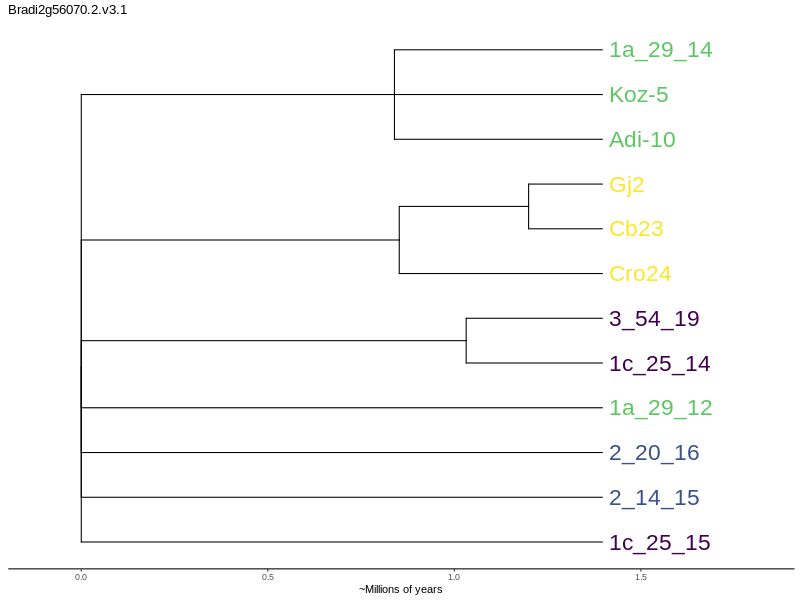 Bradi2g56070.2.v3.1
1a_29_14
Koz-5
Adi-10
Gj2
Cb23
Cro24
3_54_19
1c_25_14
1a_29_12
2_20_16
2_14_15
1c_25_15
0.0 0.5 1.0 1.5
~Millions of years